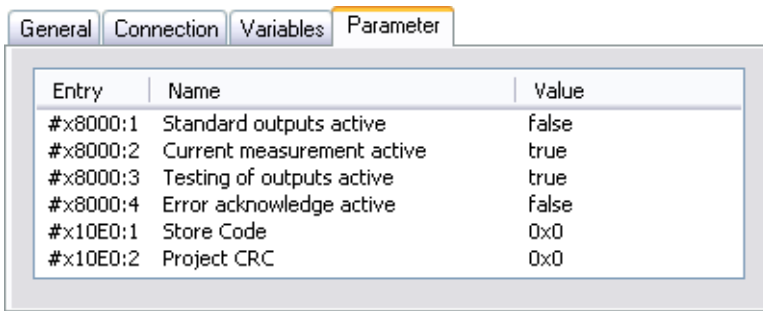 General Connection Variables Parameter
Entry Name Value
#x8000:1 Standard outputs active false
#x8000:2 Current measurement active true
#x8000:3 Testing of outputs active true
#x8000:4 Error acknowledge active false
#x10E0:1 Store Code 0x0
#x10E0:2 Project CRC 0x0